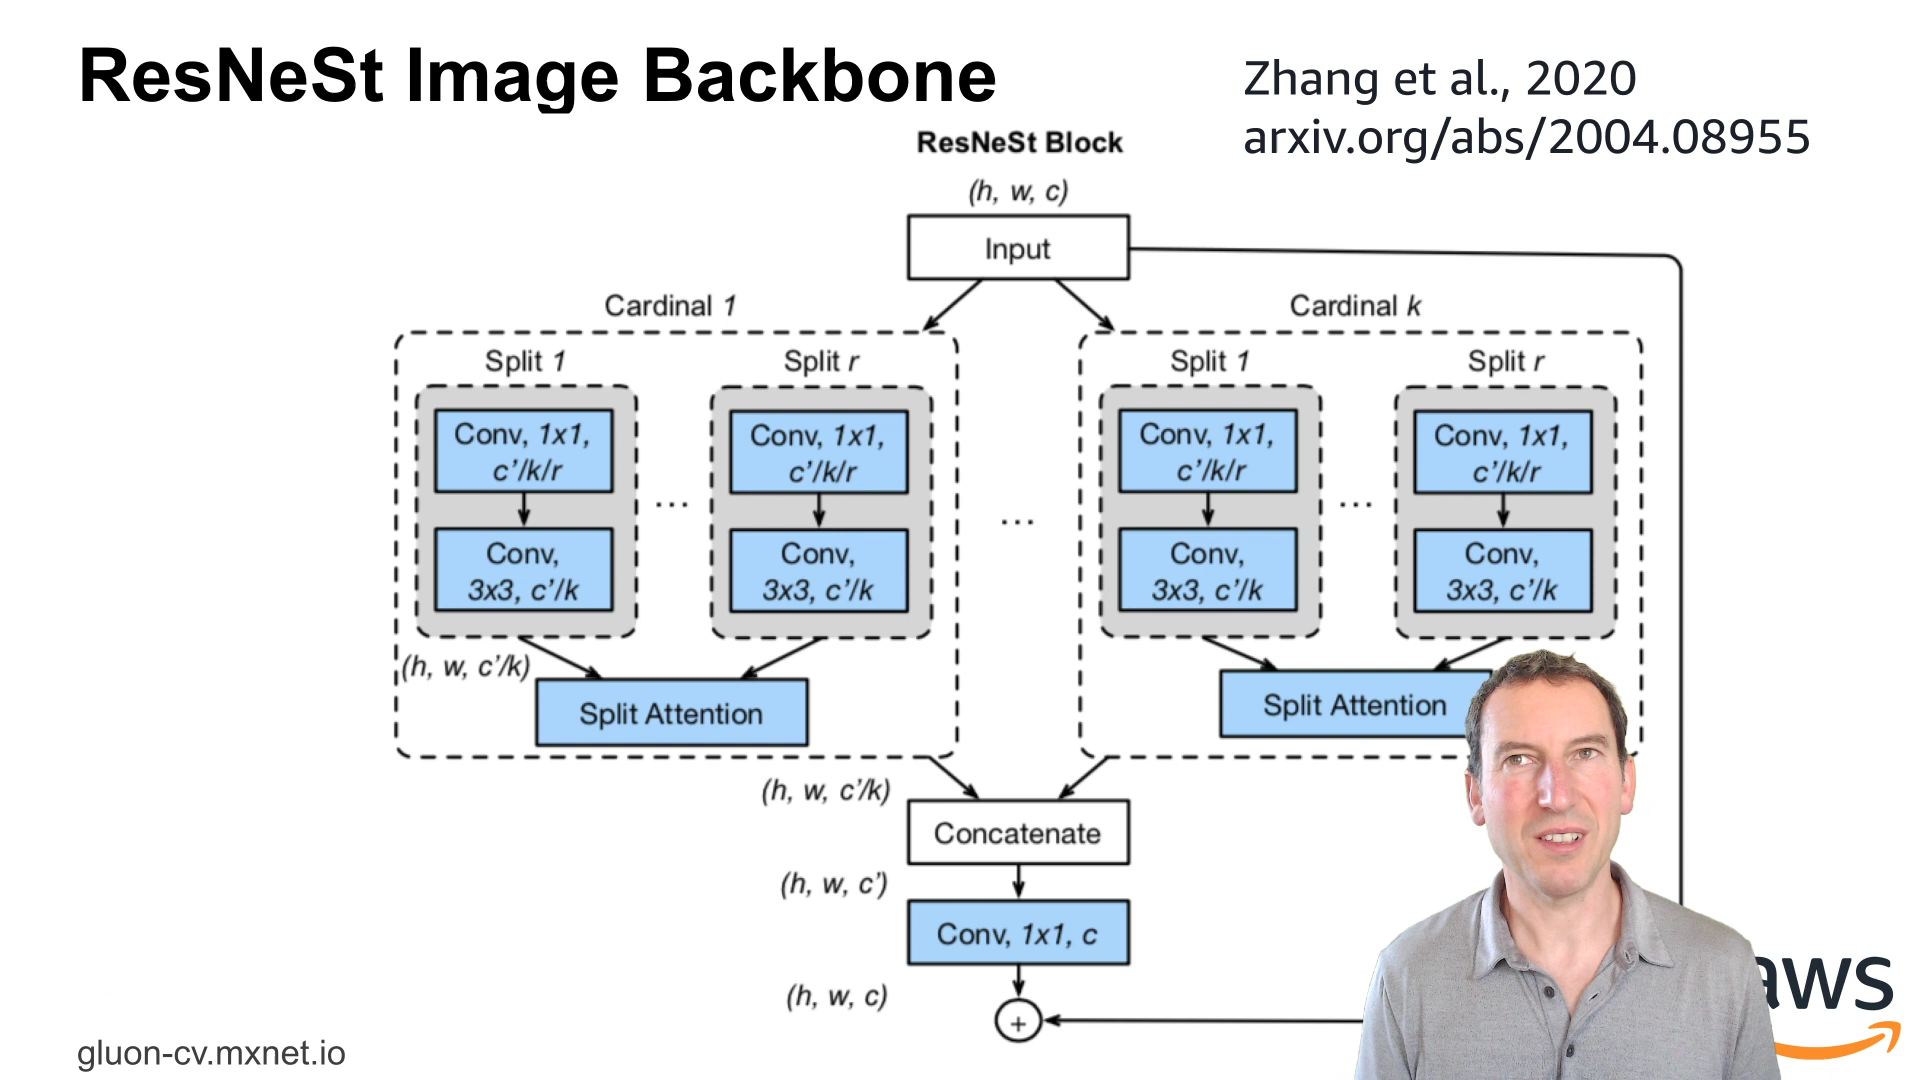 ResNeSt Image Backbone
Zhang et al., 2020
arxiv.org/abs/2004.08955
ResNeSt Block
(h, w, c)
Input
Cardinal 1
Cardinal k
Split 1
Split r
Split 1
Split r
Conv, 1x1,
c'/k/r
Conv, 1x1,
c'/k/r
Conv, 1x1,
c'/k/r
Conv, 1x1,
c'/k/r
...
...
...
Conv,
3x3, c'/k
Conv,
3x3, c'/k
Conv,
3x3, c'/k
Conv,
3x3, c'/k
(h, w, c'/k)
Split Attention
Split Attention
(h, w, c'/k)
Concatenate
(h, w, c')
Conv, 1x1, c
(h, w, c)
+
aws
gluon-cv.mxnet.io